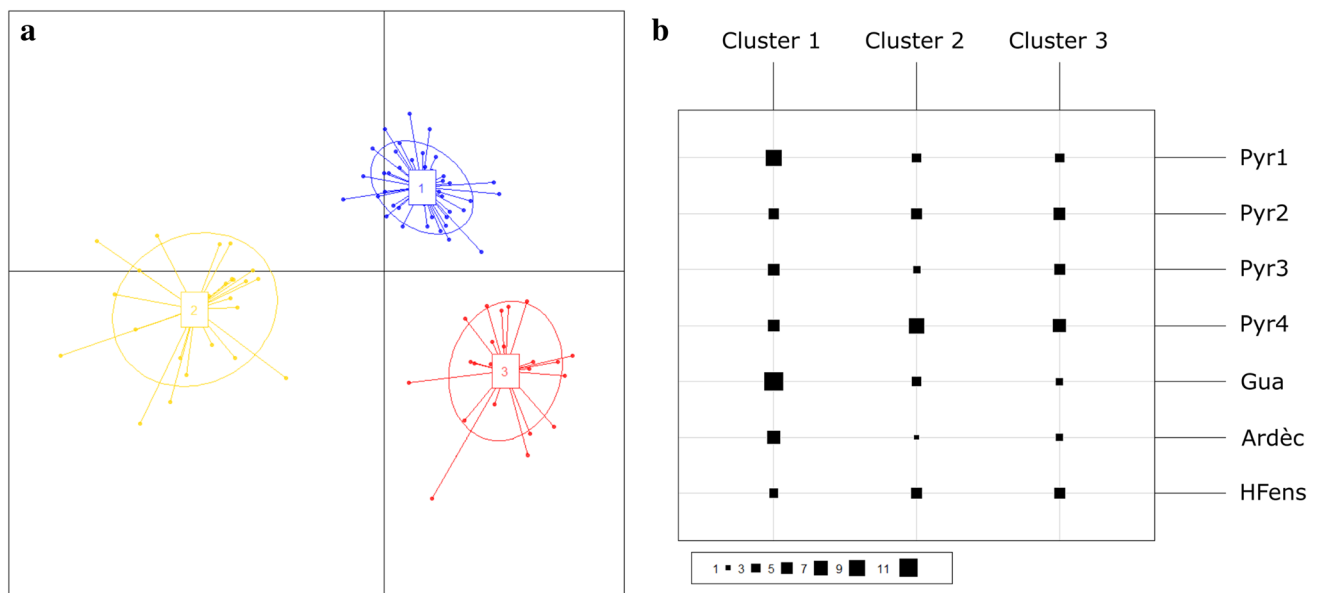 a
1
2
3
b
Cluster 1 Cluster 2 Cluster 3
Pyr1
Pyr2
Pyr3
Pyr4
Gua
Ardèc
HFens
1 3 5 7 9 11